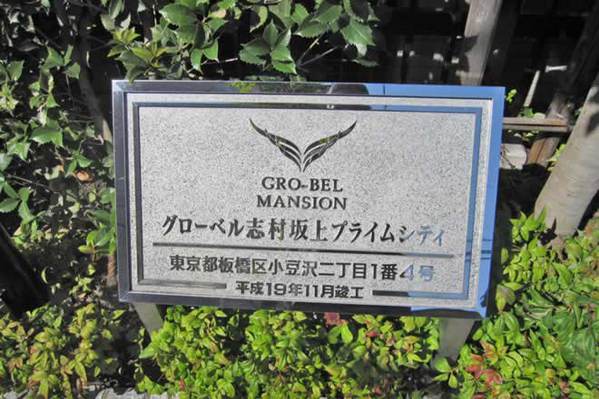 GRO-BEL
MANSION
グローベル志村坂上プライムシティ
東京都板橋区小豆沢二丁目1番4号
平成19年11月竣工